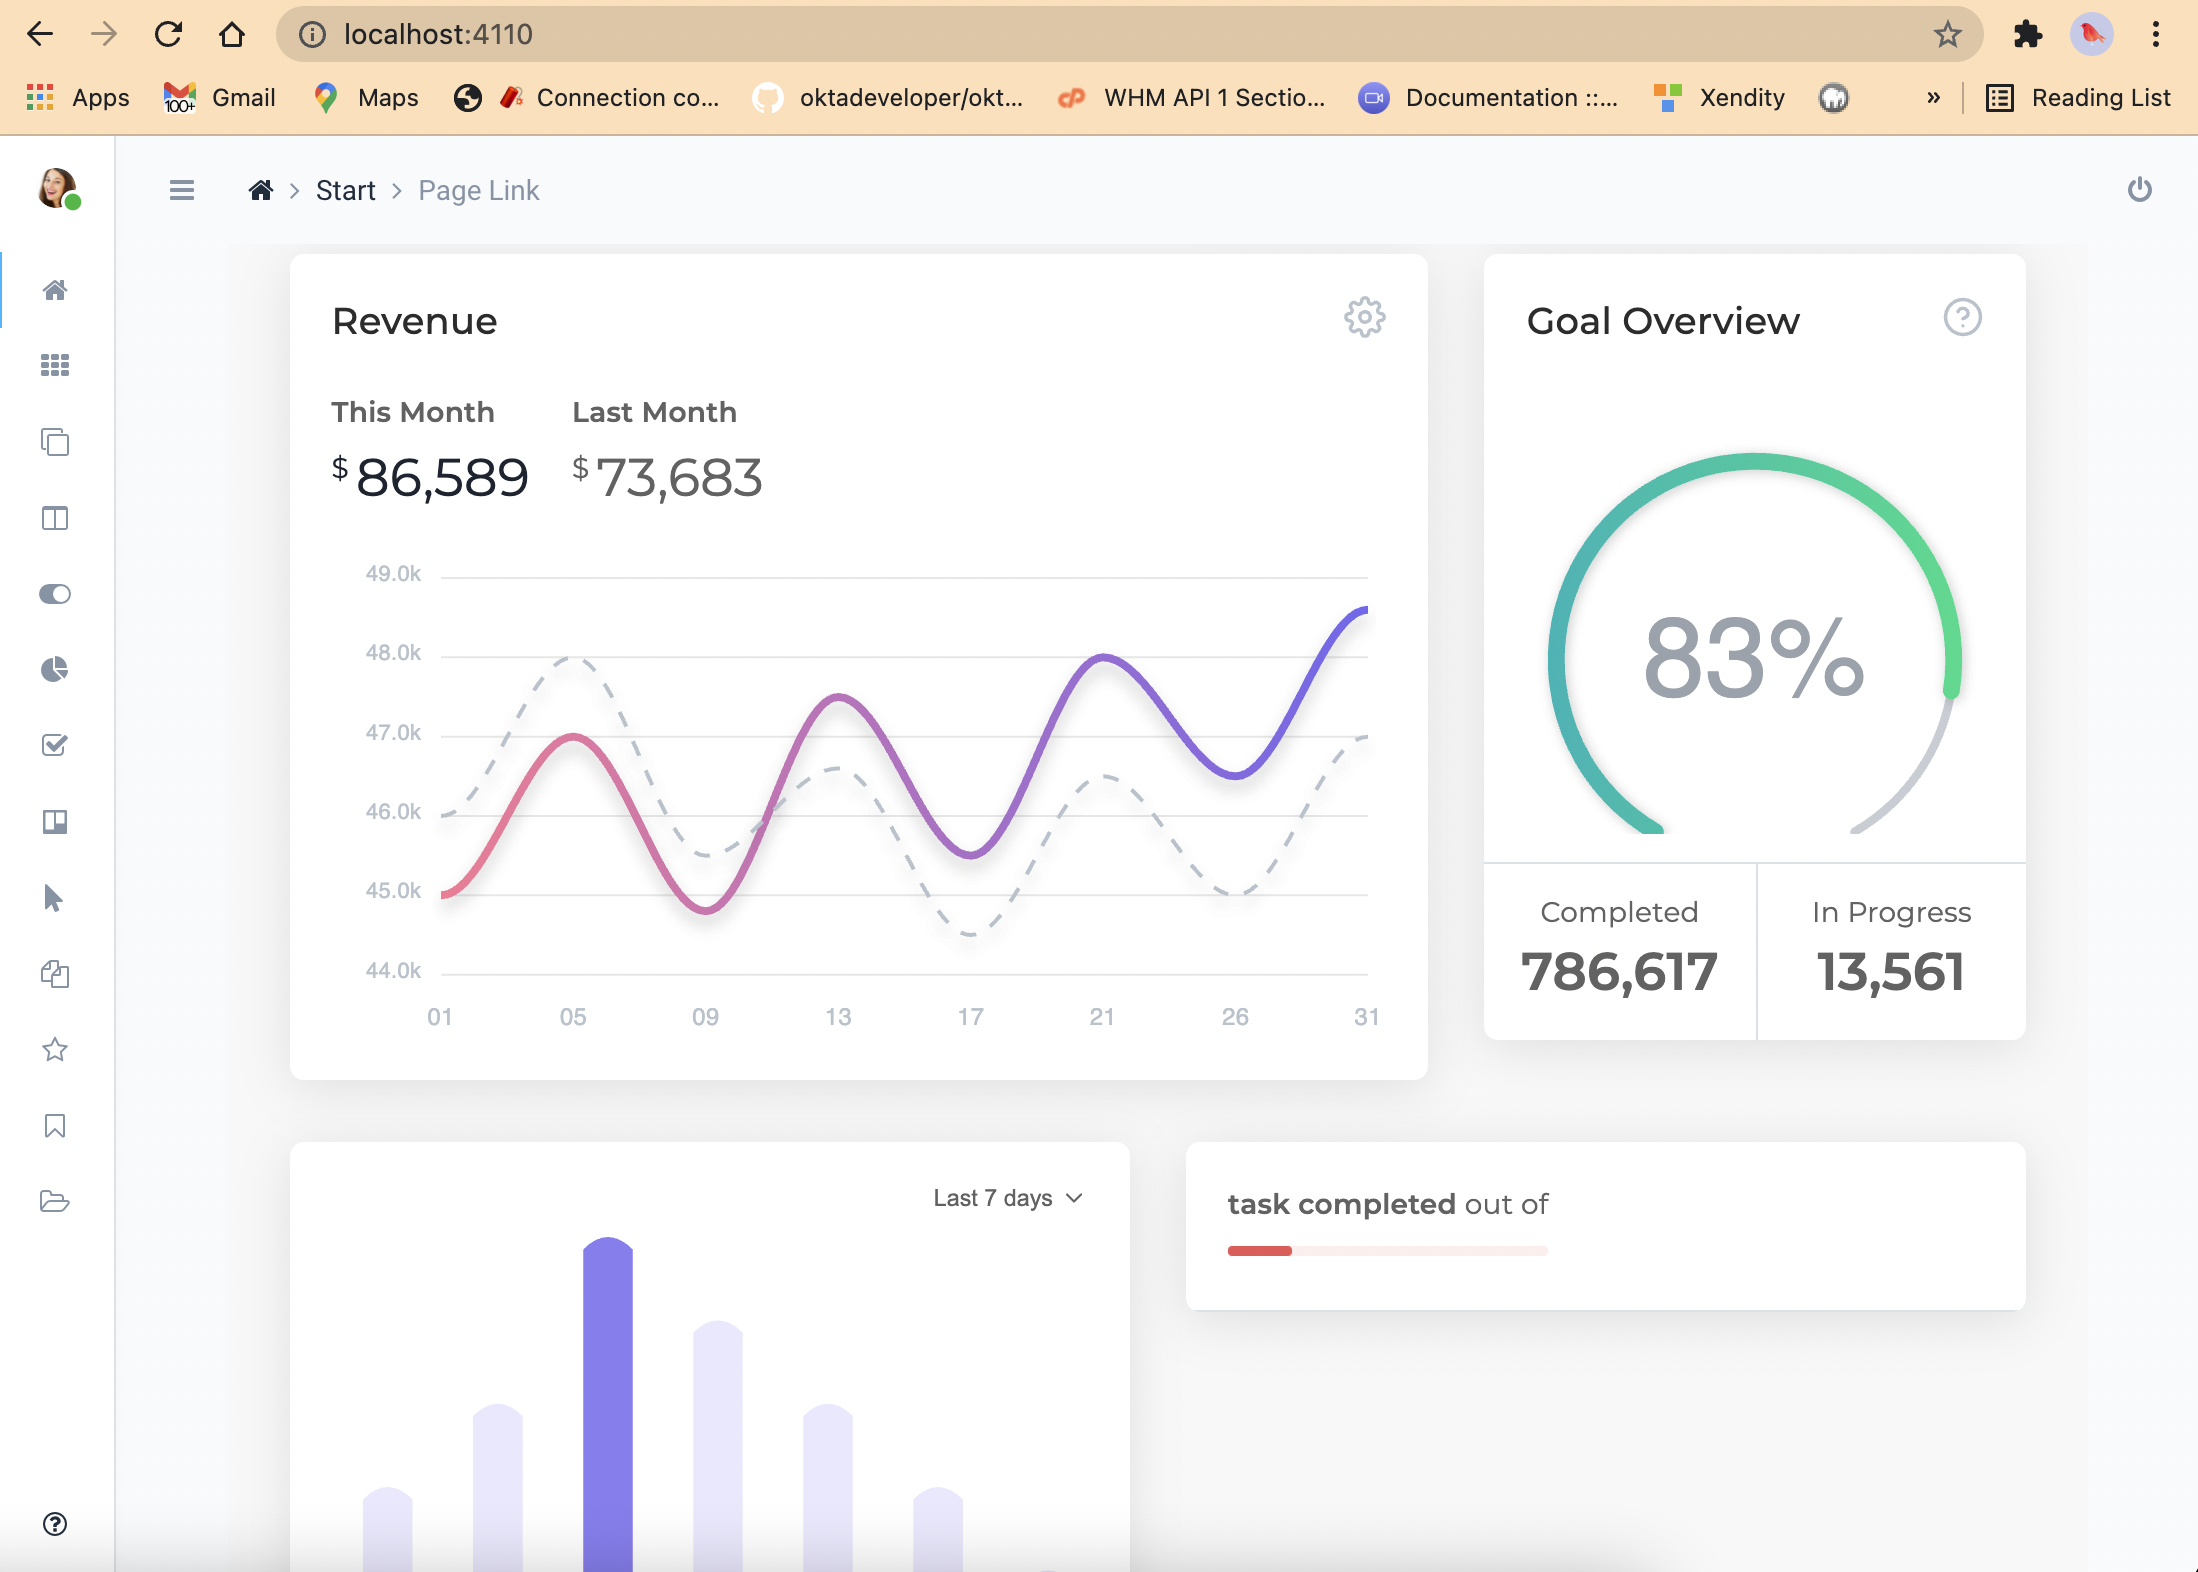 localhost:4110
Apps
100+
Gmail
Maps
Connection co...
oktadeveloper/okt...
cP
WHM API 1 Sectio...
Documentation ::...
Xendity
»
Reading List
Start > Page Link
Revenue
This Month Last Month
$86,589 $73,683
49.0k
48.0k
47.0k
46.0k
45.0k
44.0k
01 05 09 13 17 21 26 31
Goal Overview
83%
Completed In Progress
786,617 13,561
Last 7 days
task completed out of